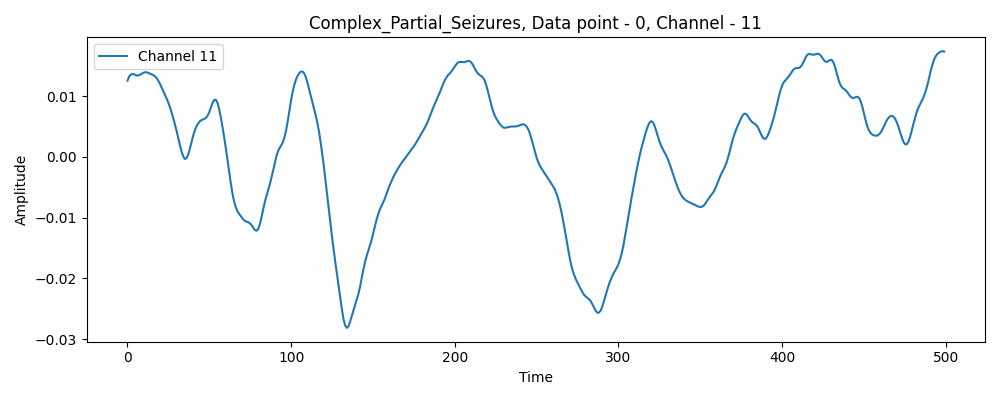 Complex_Partial_Seizures, Data point - 0, Channel - 11
Channel 11
Amplitude
0.01
0.00
−0.01
−0.02
−0.03
0
100
200
300
400
500
Time